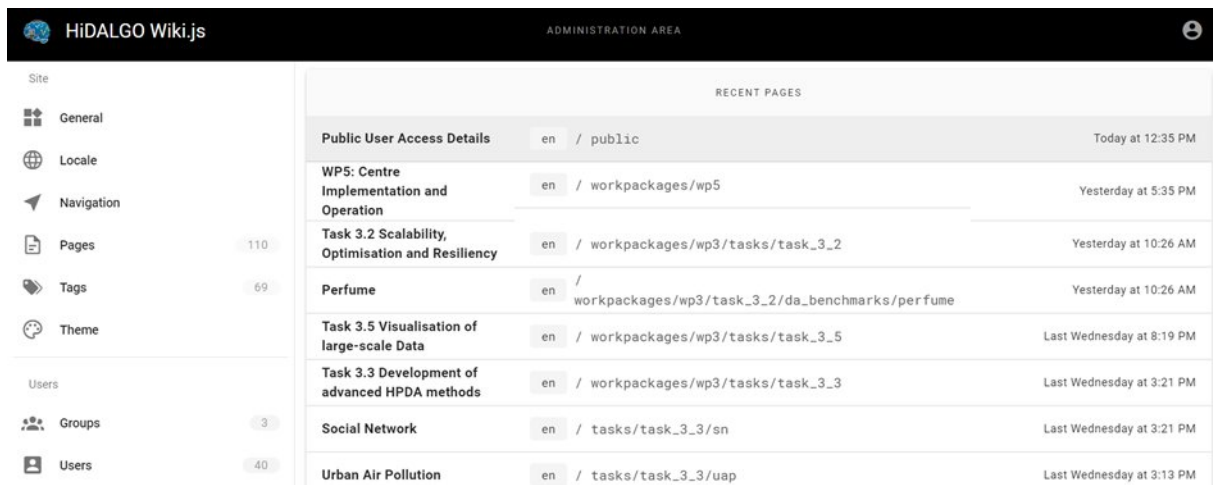 HiDALGO Wiki.js
ADMINISTRATION AREA
Site
General
Locale
Navigation
Pages 110
Tags 69
Theme
Users
Groups 3
Users 40
RECENT PAGES
Public User Access Details en / public Today at 12:35 PM
WP5: Centre
Implementation and
Operation
en / workpackages/wp5 Yesterday at 5:35 PM
Task 3.2 Scalability,
Optimisation and Resiliency
en / workpackages/wp3/tasks/task_3_2 Yesterday at 10:26 AM
Perfume en /
workpackages/wp3/task_3_2/da_benchmarks/perfume Yesterday at 10:26 AM
Task 3.5 Visualisation of
large-scale Data
en / workpackages/wp3/tasks/task_3_5 Last Wednesday at 8:19 PM
Task 3.3 Development of
advanced HPDA methods
en / workpackages/wp3/tasks/task_3_3 Last Wednesday at 3:21 PM
Social Network en / tasks/task_3_3/sn Last Wednesday at 3:21 PM
Urban Air Pollution en / tasks/task_3_3/uap Last Wednesday at 3:13 PM